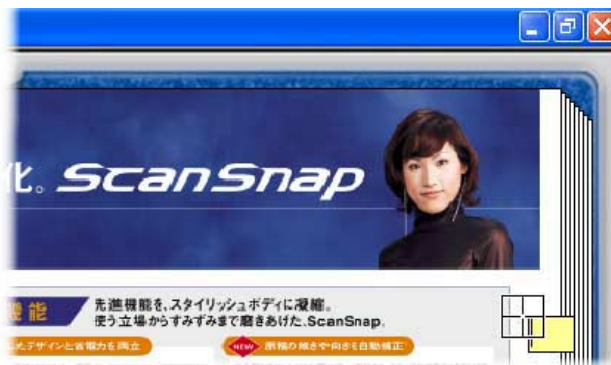 化。ScanSnap
機能
先進機能を、スタイリッシュボディに凝縮。
使う立場からすみずみまで磨きあげた、ScanSnap.
デザインと省電力を両立
NEW 原稿の傾きや向きを自動補正